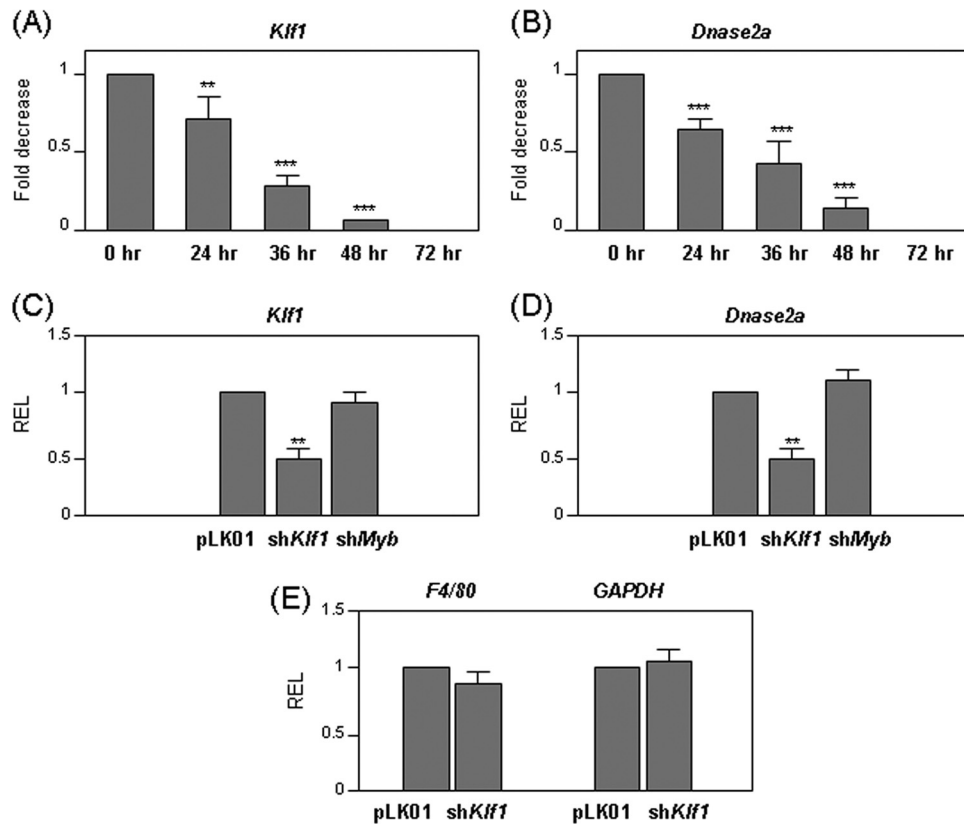 (A)
Klf1
Fold decrease
1
0.5
0
**
***
***
0 hr 24 hr 36 hr 48 hr 72 hr
(B)
Dnase2a
Fold decrease
1
0.5
0
***
***
***
0 hr 24 hr 36 hr 48 hr 72 hr
(C)
Klf1
REL
1.5
1
0.5
0
**
pLK01 shKlf1 shMyb
(D)
Dnase2a
REL
1.5
1
0.5
0
**
pLK01 shKlf1 shMyb
(E)
F4/80 GAPDH
REL
1.5
1
0.5
0
pLK01 shKlf1 pLK01 shKlf1